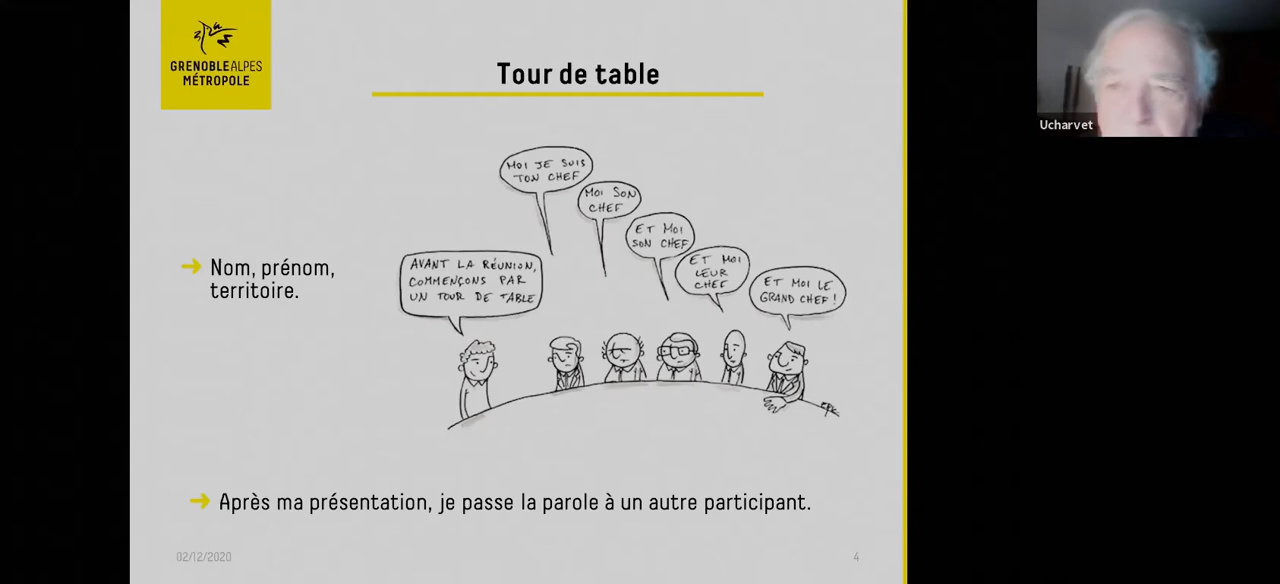 GRENOBLEALPES
MÉTROPOLE
Tour de table
Ucharvet
MOI JE SUIS
TON CHEF
MOI SON
CHEF
ET MOI
SON CHEF
ET MOI
LEUR
CHEF
ET MOI LE
GRAND CHEF !
AVANT LA RÉUNION,
COMMENÇONS PAR
UN TOUR DE TABLE
➜ Nom, prénom,
territoire.
➜ Après ma présentation, je passe la parole à un autre participant.
02/12/2020
4